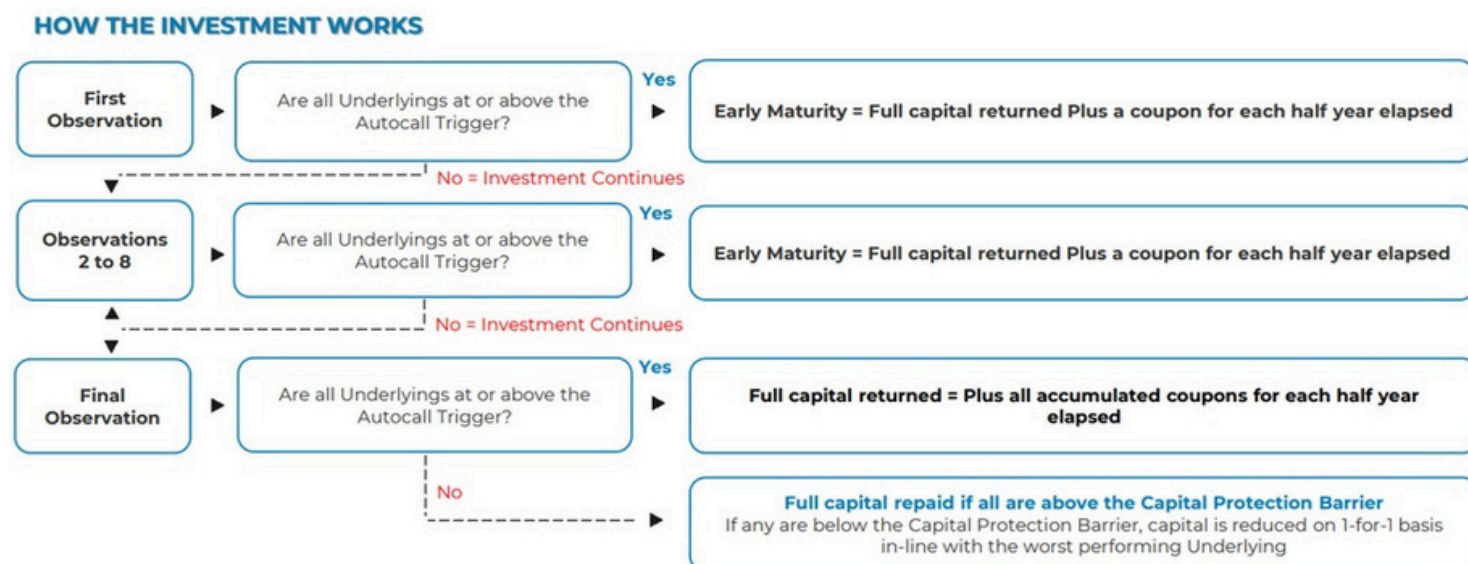 HOW THE INVESTMENT WORKS
First
Observation
Are all Underlyings at or above the
Autocall Trigger?
Yes
Early Maturity = Full capital returned Plus a coupon for each half year elapsed
No = Investment Continues
Observations
2 to 8
Are all Underlyings at or above the
Autocall Trigger?
Yes
Early Maturity = Full capital returned Plus a coupon for each half year elapsed
No = Investment Continues
Final
Observation
Are all Underlyings at or above the
Autocall Trigger?
Yes
Full capital returned = Plus all accumulated coupons for each half year
elapsed
No
Full capital repaid if all are above the Capital Protection Barrier
If any are below the Capital Protection Barrier, capital is reduced on 1-for-1 basis
in-line with the worst performing Underlying